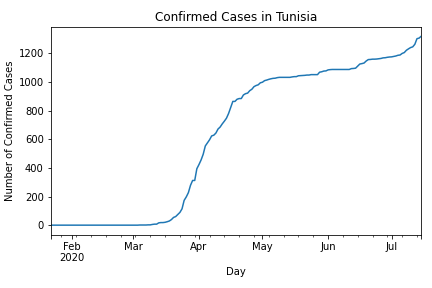 Confirmed Cases in Tunisia
Number of Confirmed Cases
1200
1000
800
600
400
200
0
Feb Mar Apr May Jun Jul
2020
Day